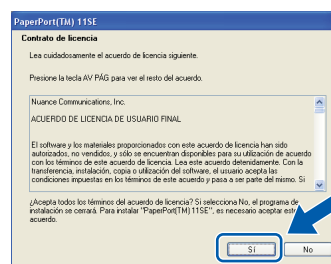 PaperPort(TM) 11SE
Contrato de licencia
Lea cuidadosamente el acuerdo de licencia siguiente.
Presione la tecla AV PÁG para ver el resto del acuerdo.
Nuance Communications, Inc.
ACUERDO DE LICENCIA DE USUARIO FINAL
El software y los materiales proporcionados con este acuerdo de licencia han sido
autorizados, no vendidos, y sólo se encuentran disponibles para su utilización de acuerdo
con los términos de este acuerdo de licencia. Lea este acuerdo detenidamente. Con la
transferencia, instalación, copia o utilización del software, el usuario acepta las
condiciones impuestas en los términos de este acuerdo y pasa a ser parte del mismo. Si
¿Acepta todos los términos del acuerdo de licencia? Si selecciona No, el programa de
instalación se cerrará. Para instalar "PaperPort(TM) 11SE", es necesario aceptar
acuerdo.
Sí
No